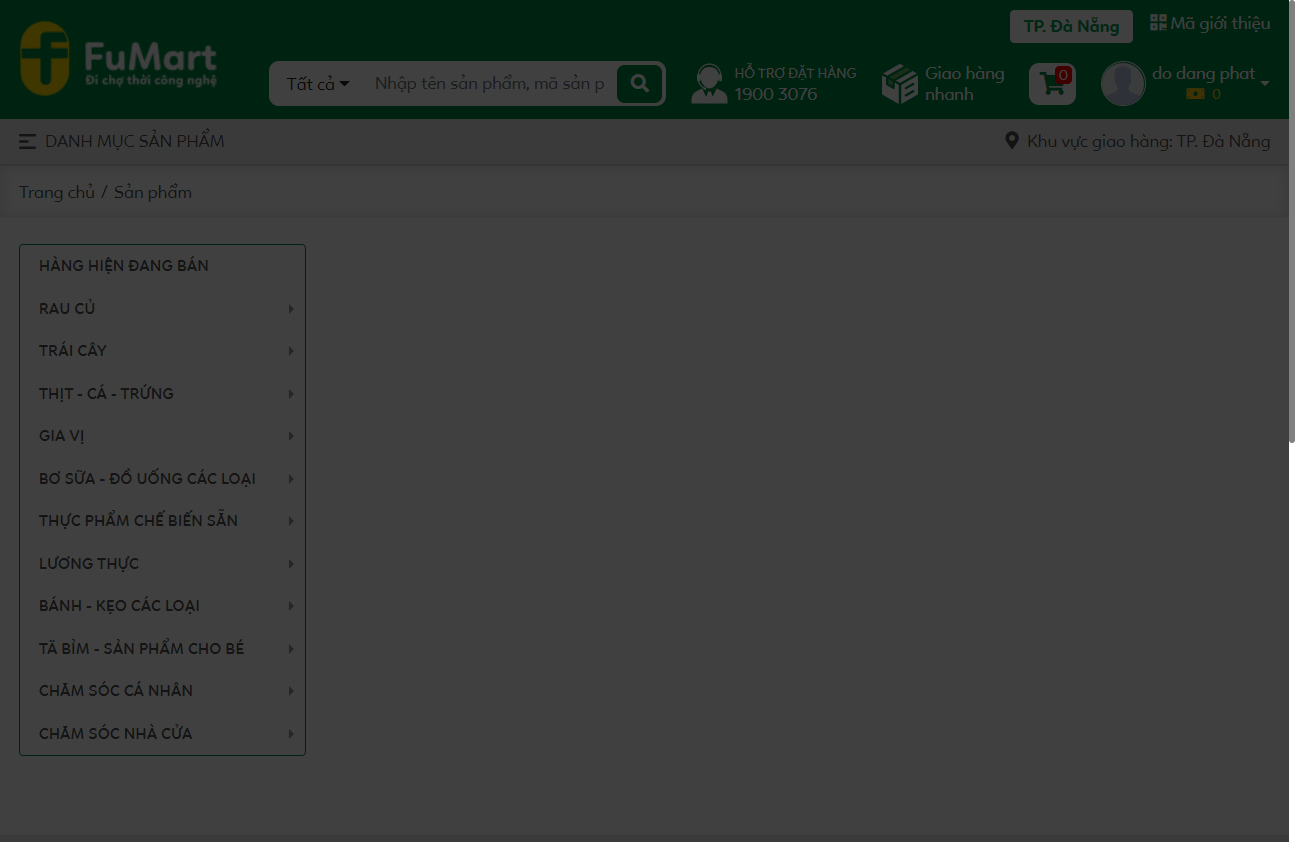 TP. Đà Nẵng
Mã giới thiệu
FuMart
Đi chợ thời công nghệ
Tất cả
Nhập tên sản phẩm, mã sản p
HỖ TRỢ ĐẶT HÀNG
1900 3076
Giao hàng
nhanh
0
do dang phat
0
DANH MỤC SẢN PHẨM
Khu vực giao hàng: TP. Đà Nẵng
Trang chủ / Sản phẩm
HÀNG HIỆN ĐANG BÁN
RAU CỦ
TRÁI CÂY
THỊT - CÁ - TRỨNG
GIA VỊ
BƠ SỮA - ĐỒ UỐNG CÁC LOẠI
THỰC PHẨM CHẾ BIẾN SẴN
LƯƠNG THỰC
BÁNH - KẸO CÁC LOẠI
TÃ BỈM - SẢN PHẨM CHO BÉ
CHĂM SÓC CÁ NHÂN
CHĂM SÓC NHÀ CỬA